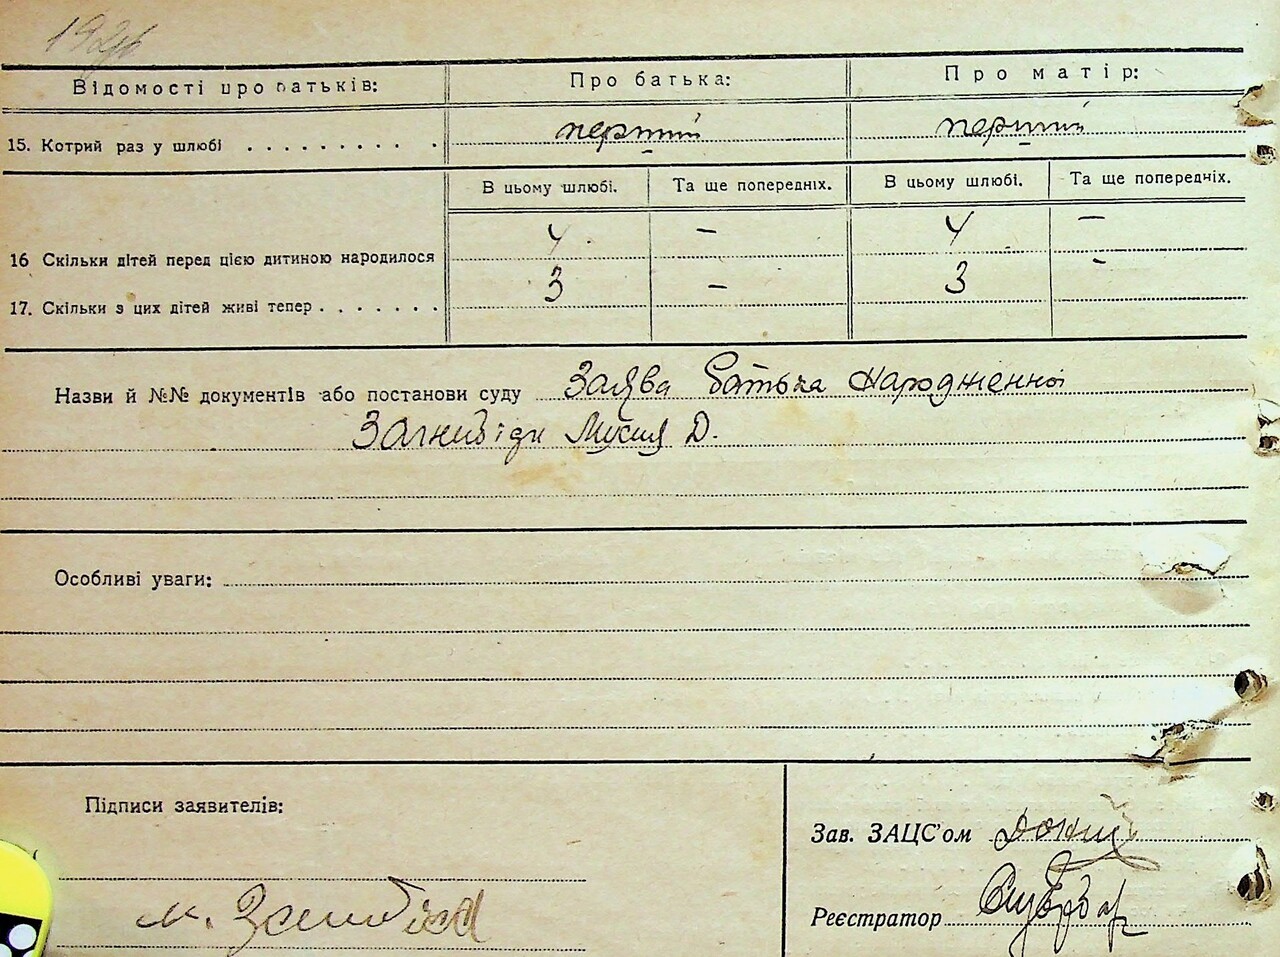 Відомості про батьків: Про батька: Про матір:
15. Котрий раз у шлюбі . . . . . . . . . . перший перший
В цьому шлюбі. Та ще попередніх. В цьому шлюбі. Та ще попередніх.
16 Скільки дітей перед цією дитиною народилося 4 - 4 -
17. Скільки з цих дітей живі тепер . . . . . . . 3 - 3 -
Назви й №№ документів або постанови суду Заява батька народженної
Загнивіди Мусія Д.
Особливі уваги:
Підписи заявителів:
Зав. ЗАЦС'ом
м. Загнибіда
Реєстратор